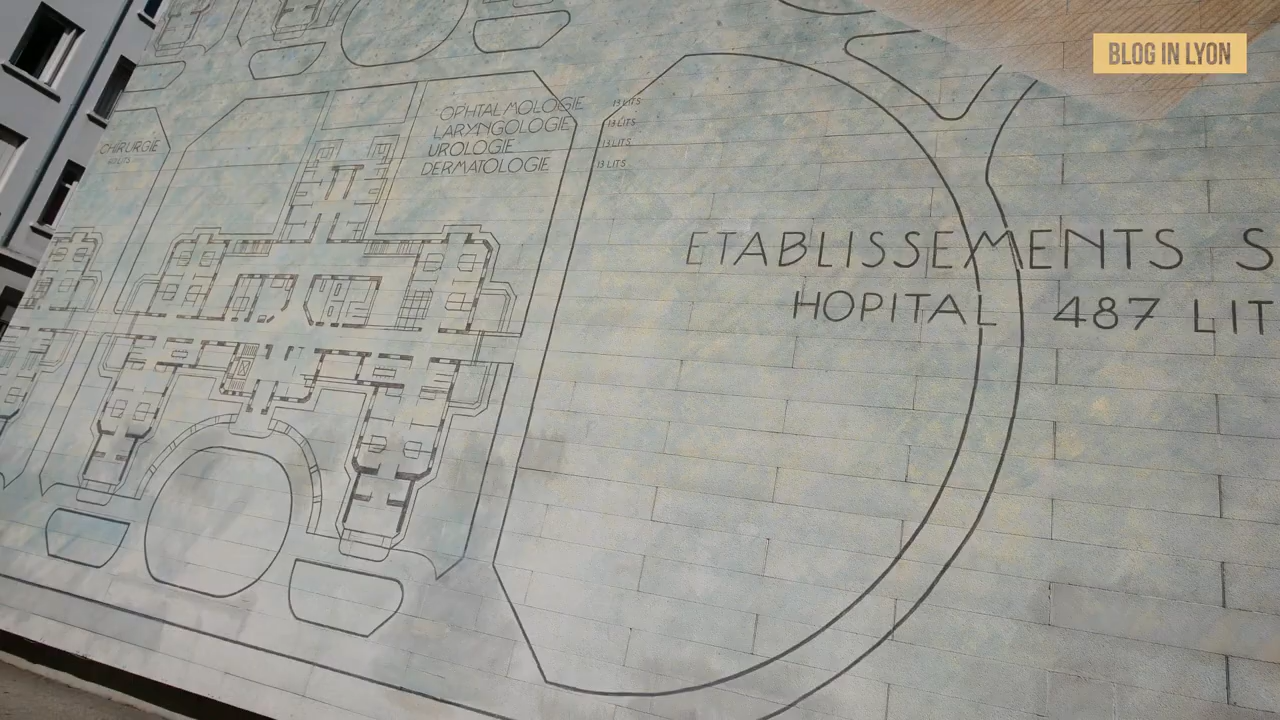 BLOG IN LYON
OPHTALMOLOGIE 13 LITS
LARYNGOLOGIE 13 LITS
UROLOGIE 13 LITS
DERMATOLOGIE 13 LITS
CHIRURGIE
ETABLISSEMENTS S
HOPITAL 487 LIT